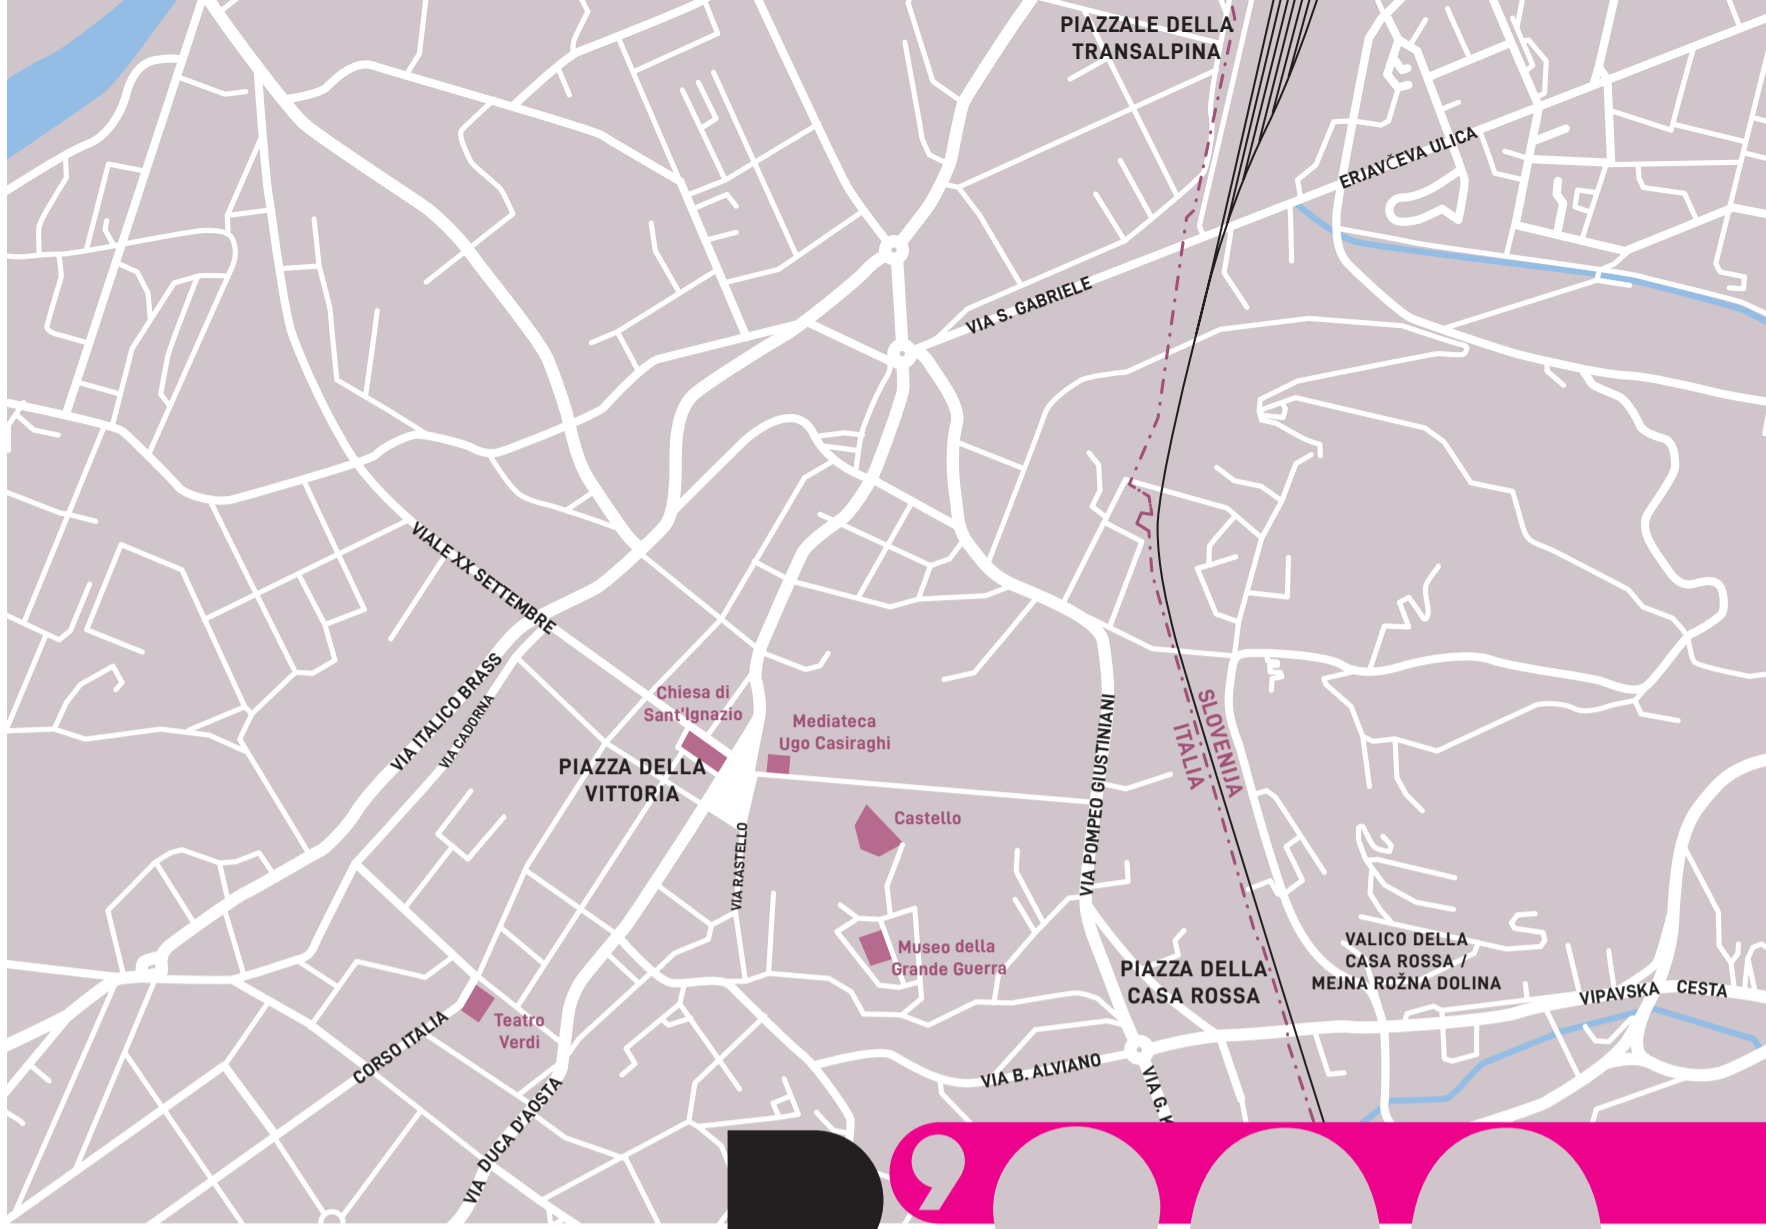 PIAZZALE DELLA
TRANSALPINA
ERJAVČEVA ULICA
VIA S. GABRIELE
VIALE XX SETTEMBRE
VIA ITALICO BRASS
VIA CADORNA
Chiesa di
Sant'Ignazio
Mediateca
Ugo Casiraghi
PIAZZA DELLA
VITTORIA
SLOVENIJA
ITALIA
VIA POMPEO GIUSTINIANI
Castello
VIA RASTELLO
Museo della
Grande Guerra
PIAZZA DELLA
CASA ROSSA
VALICO DELLA
CASA ROSSA /
MEJNA ROŽNA DOLINA
VIPAVSKA CESTA
Teatro
Verdi
CORSO ITALIA
VIA B. ALVIANO
VIA G.
VIA DUCA D'AOSTA
9